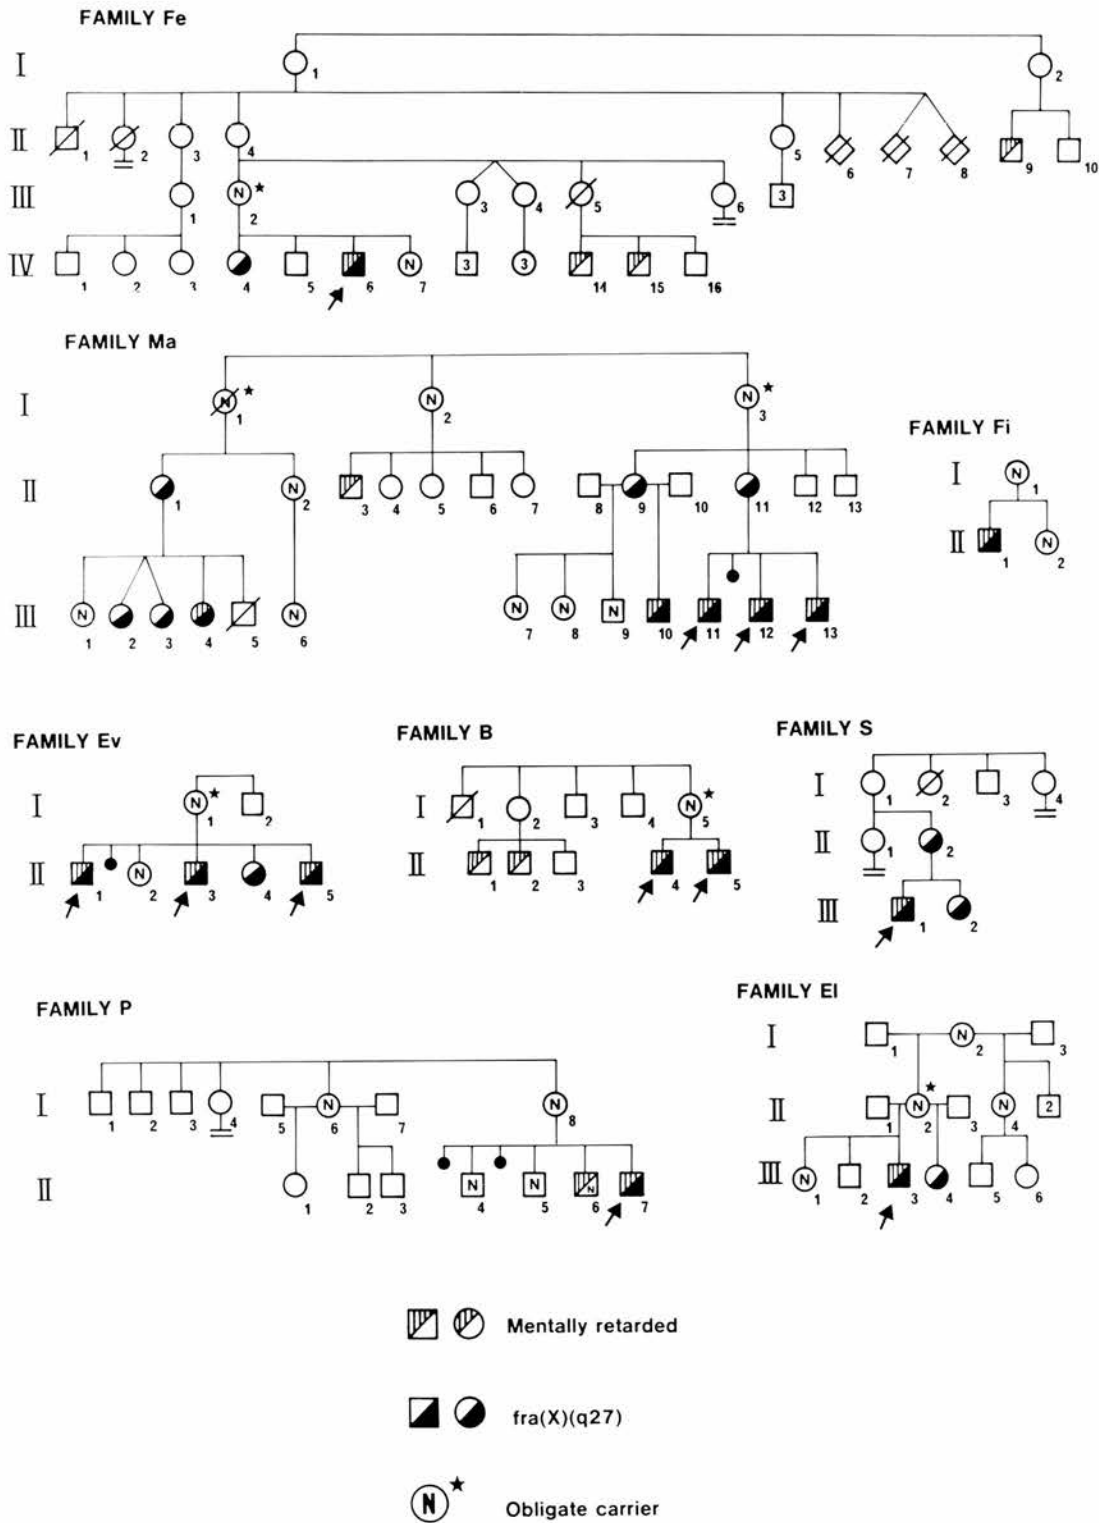 FAMILY Fe
I 1 2
II 1 2 3 4 5 6 7 8 9 10
III 1 N ★ 2 3 4 5 6 3
IV 1 2 3 4 5 6 N 7 3 3 14 15 16
FAMILY Ma
I N ★ 1 N 2 N ★ 3
II 1 N 2 3 4 5 6 7 8 9 10 11 12 13
III N 1 2 3 4 5 N 6 N 7 N 8 N 9 10 11 12 13
FAMILY Fi
I N 1
II 1 N 2
FAMILY Ev
I N ★ 1 2
II 1 N 2 3 4 5
FAMILY B
I 1 2 3 4 N ★ 5
II 1 2 3 4 5
FAMILY S
I 1 2 3 4
II 1 2
III 1 2
FAMILY P
I 1 2 3 4 5 N 6 7 N 8
II 1 2 3 N 4 N 5 N 6 7
FAMILY El
I 1 N 2 3
II 1 N ★ 2 3 N 4 2
III N 1 2 3 4 5 6
Mentally retarded
fra(X)(q27)
N ★ Obligate carrier